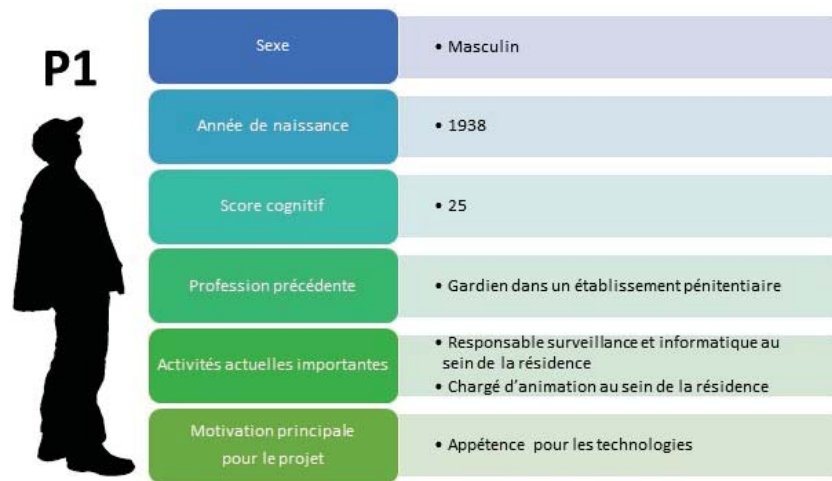 P1
Sexe
• Masculin
Année de naissance
• 1938
Score cognitif
• 25
Profession précédente
• Gardien dans un établissement pénitentiaire
Activités actuelles importantes
• Responsable surveillance et informatique au
sein de la résidence
• Chargé d’animation au sein de la résidence
Motivation principale
pour le projet
• Appétence pour les technologies